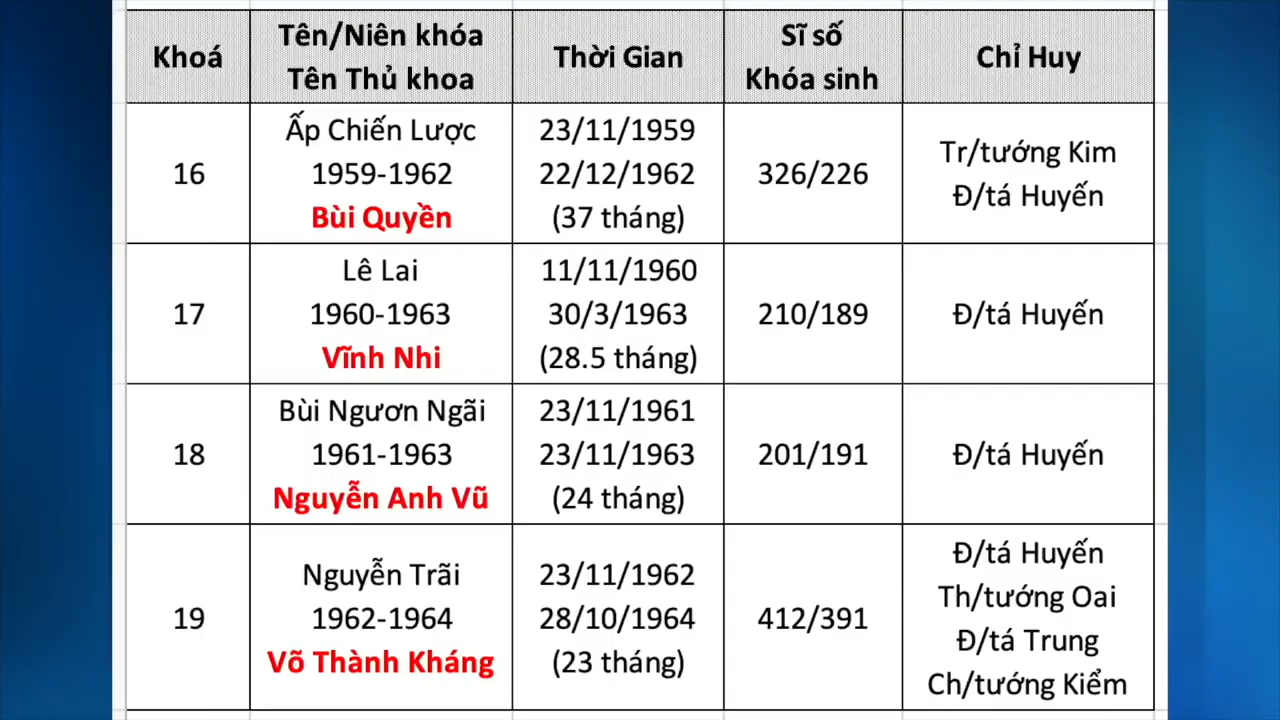 Khoá
Tên/Niên khóa
Tên Thủ khoa
Thời Gian
Sĩ số
Khóa sinh
Chỉ Huy
16
Ấp Chiến Lược
1959-1962
Bùi Quyền
23/11/1959
22/12/1962
(37 tháng)
326/226
Tr/tướng Kim
Đ/tá Huyến
17
Lê Lai
1960-1963
Vĩnh Nhi
11/11/1960
30/3/1963
(28.5 tháng)
210/189
Đ/tá Huyến
18
Bùi Ngươn Ngãi
1961-1963
Nguyễn Anh Vũ
23/11/1961
23/11/1963
(24 tháng)
201/191
Đ/tá Huyến
19
Nguyễn Trãi
1962-1964
Võ Thành Kháng
23/11/1962
28/10/1964
(23 tháng)
412/391
Đ/tá Huyến
Th/tướng Oai
Đ/tá Trung
Ch/tướng Kiểm